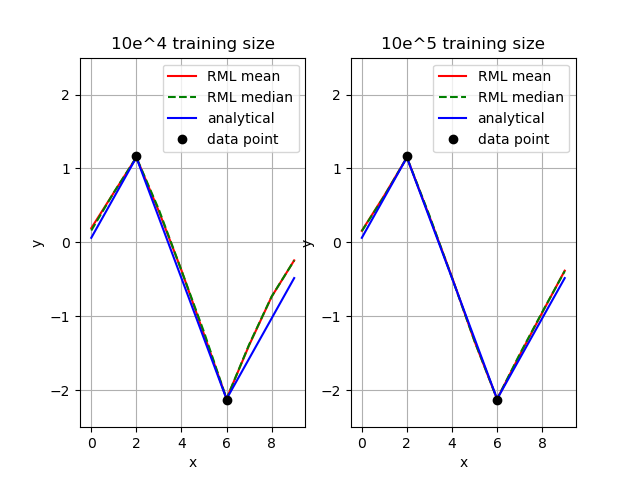 10e^4 training size
RML mean
RML median
analytical
data point
2
1
0
−1
−2
y
0
2
4
6
8
x
10e^5 training size
RML mean
RML median
analytical
data point
2
1
0
−1
−2
y
0
2
4
6
8
x